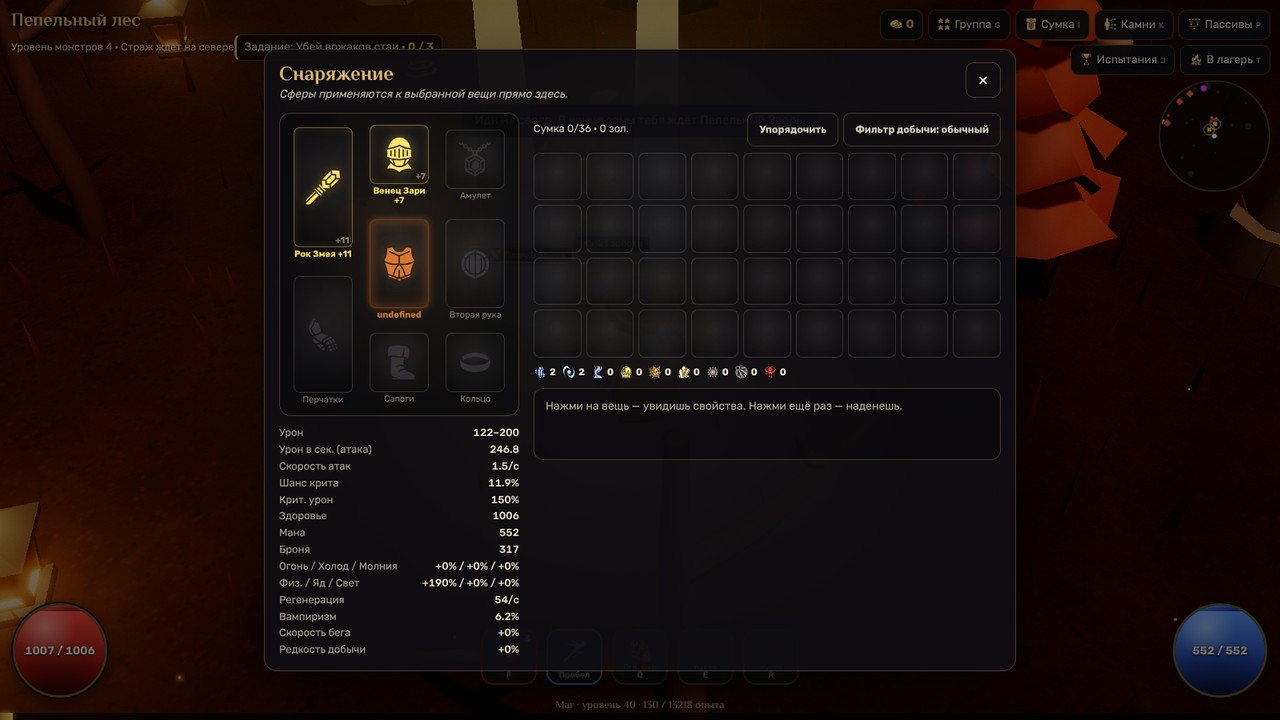 Пепельный лес
Уровень монстров 4 • Страж ждёт на севере
Задание: Убей вожаков стаи • 0 / 3
0
Группа G
Сумка I
Камни K
Пассивы P
Испытания J
В лагерь T
Снаряжение
Сферы применяются к выбранной вещи прямо здесь.
×
+11
Рок Змея +11
+7
Венец Зари
+7
Амулет
undefined
Вторая рука
Перчатки
Сапоги
Кольцо
Сумка 0/36 • 0 зол.
Упорядочить
Фильтр добычи: обычный
2 2 0 0 0 0 0 0 0
Нажми на вещь — увидишь свойства. Нажми ещё раз — наденешь.
Урон 122–200
Урон в сек. (атака) 246.8
Скорость атак 1.5/с
Шанс крита 11.9%
Крит. урон 150%
Здоровье 1006
Мана 552
Броня 317
Огонь / Холод / Молния +0% / +0% / +0%
Физ. / Яд / Свет +190% / +0% / +0%
Регенерация 54/с
Вампиризм 6.2%
Скорость бега +0%
Редкость добычи +0%
1007 / 1006
552 / 552
F
Пробел
Q
E
R
Маг · уровень 40 · 130 / 13218 опыта